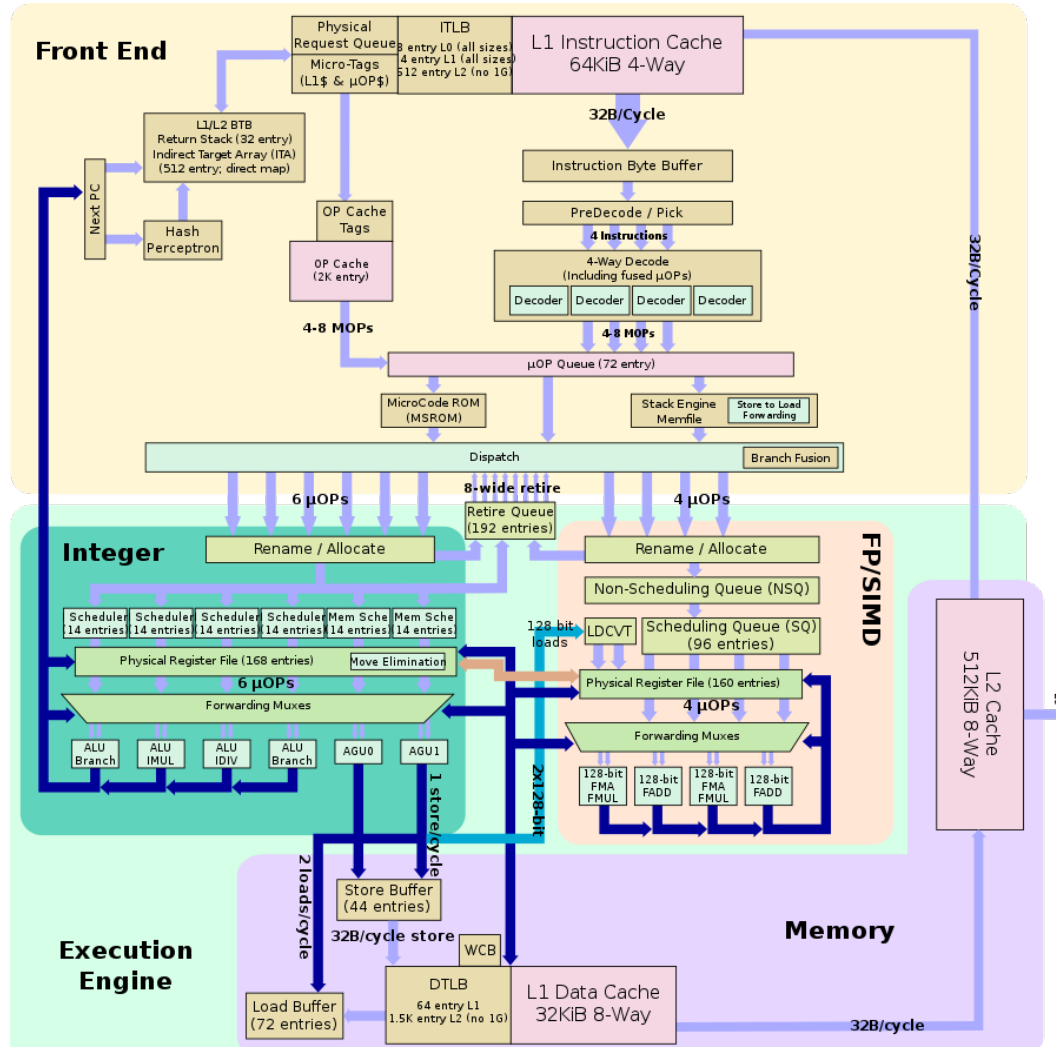 Front End
Physical
Request Queue
Micro-Tags
(L1$ & µOP$)
ITLB
8 entry L0 (all sizes)
4 entry L1 (all sizes)
512 entry L2 (no 1G)
L1 Instruction Cache
64KiB 4-Way
32B/Cycle
L1/L2 BTB
Return Stack (32 entry)
Indirect Target Array (ITA)
(512 entry; direct map)
Next PC
Hash
Perceptron
OP Cache
Tags
OP Cache
(2K entry)
4-8 MOPs
Instruction Byte Buffer
PreDecode / Pick
4 Instructions
4-Way Decode
(Including fused µOPs)
Decoder
Decoder
Decoder
Decoder
4-8 MOPs
32B/Cycle
µOP Queue (72 entry)
MicroCode ROM
(MSROM)
Stack Engine
Memfile
Store to Load
Forwarding
Dispatch
Branch Fusion
6 µOPs
8-wide retire
4 µOPs
Retire Queue
(192 entries)
Integer
Rename / Allocate
Scheduler
(14 entries)
Scheduler
(14 entries)
Scheduler
(14 entries)
Scheduler
(14 entries)
Mem Sche
(14 entries)
Mem Sche
(14 entries)
Physical Register File (168 entries)
Move Elimination
6 µOPs
Forwarding Muxes
ALU
Branch
ALU
IMUL
ALU
IDIV
ALU
Branch
AGU0
AGU1
FP/SIMD
Rename / Allocate
Non-Scheduling Queue (NSQ)
128 bit
loads
LDCVT
Scheduling Queue (SQ)
(96 entries)
Physical Register File (160 entries)
4 µOPs
Forwarding Muxes
128-bit
FMA
FMUL
128-bit
FADD
128-bit
FMA
FMUL
128-bit
FADD
2x128-bit
1 store/cycle
2 loads/cycle
L2 Cache
512KiB 8-Way
Memory
Store Buffer
(44 entries)
32B/cycle store
WCB
Execution
Engine
Load Buffer
(72 entries)
DTLB
64 entry L1
1.5K entry L2 (no 1G)
L1 Data Cache
32KiB 8-Way
32B/cycle